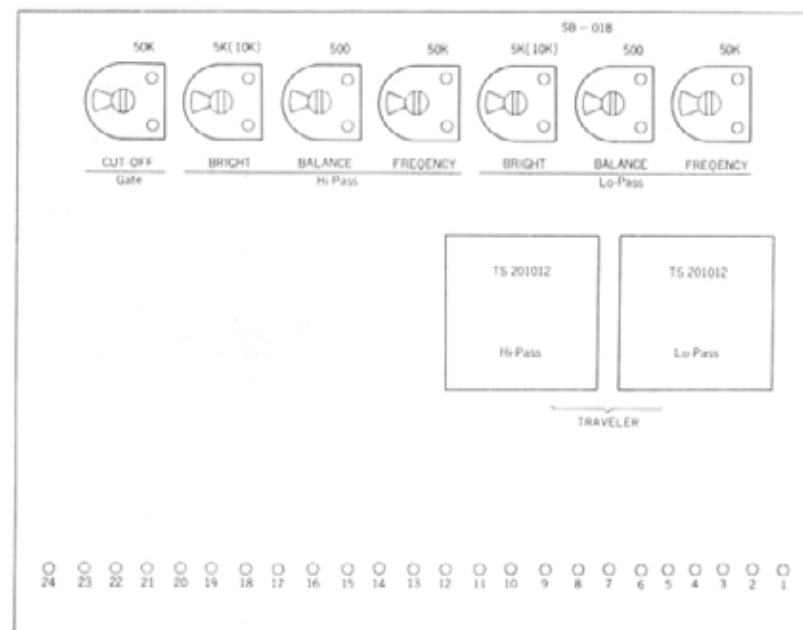 SB - 018
50K 5K(10K) 500 50K 5K(10K) 500 50K
CUT-OFF BRIGHT BALANCE FREQENCY BRIGHT BALANCE FREQENCY
Gate Hi-Pass Lo-Pass
TS 201012 TS 201012
Hi-Pass Lo-Pass
TRAVELER
24 23 22 21 20 19 18 17 16 15 14 13 12 11 10 9 8 7 6 5 4 3 2 1